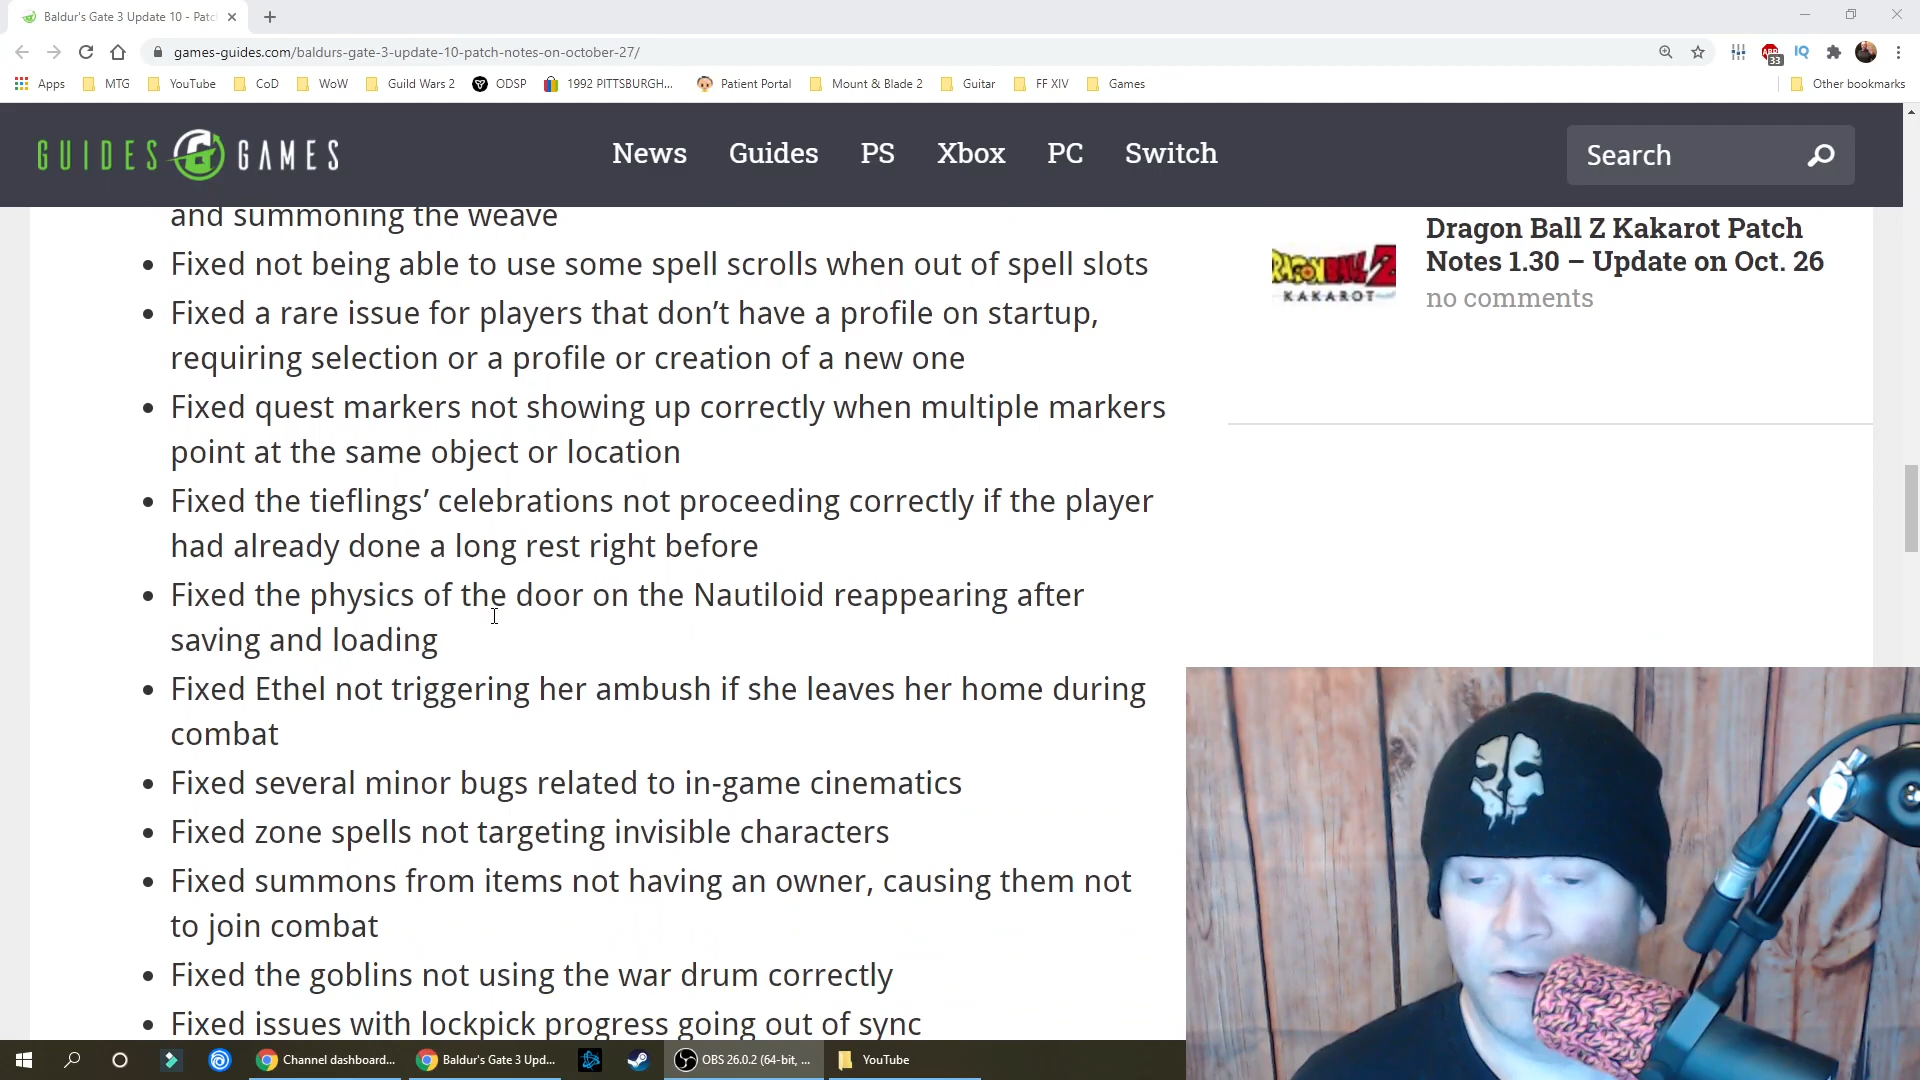 Baldur's Gate 3 Update 10 - Patc
games-guides.com/baldurs-gate-3-update-10-patch-notes-on-october-27/
33
Apps MTG YouTube CoD WoW Guild Wars 2 ODSP 1992 PITTSBURGH... Patient Portal Mount & Blade 2 Guitar FF XIV Games Other bookmarks
GUIDES GAMES News Guides PS Xbox PC Switch Search
and summoning the weave
Fixed not being able to use some spell scrolls when out of spell slots
Fixed a rare issue for players that don’t have a profile on startup,
requiring selection or a profile or creation of a new one
Fixed quest markers not showing up correctly when multiple markers
point at the same object or location
Fixed the tieflings’ celebrations not proceeding correctly if the player
had already done a long rest right before
Fixed the physics of the door on the Nautiloid reappearing after
saving and loading
Fixed Ethel not triggering her ambush if she leaves her home during
combat
Fixed several minor bugs related to in-game cinematics
Fixed zone spells not targeting invisible characters
Fixed summons from items not having an owner, causing them not
to join combat
Fixed the goblins not using the war drum correctly
Fixed issues with lockpick progress going out of sync
DRAGON BALL Z
KAKAROT
Dragon Ball Z Kakarot Patch
Notes 1.30 – Update on Oct. 26
no comments
Channel dashboard... Baldur's Gate 3 Upd... OBS 26.0.2 (64-bit, ... YouTube